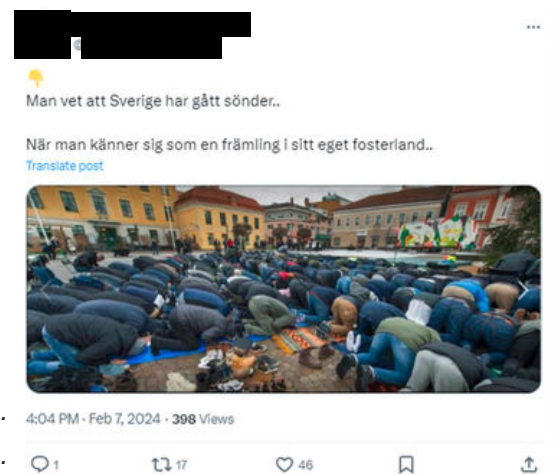 Man vet att Sverige har gått sönder..
När man känner sig som en främling i sitt eget fosterland..
Translate post
4:04 PM · Feb 7, 2024 · 398 Views
1 17 46